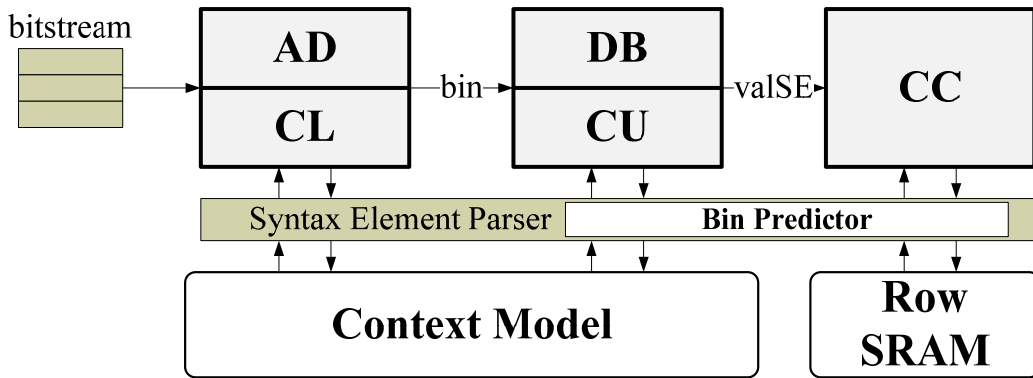 bitstream
AD
CL
bin
DB
CU
valSE
CC
Syntax Element Parser
Bin Predictor
Context Model
Row
SRAM